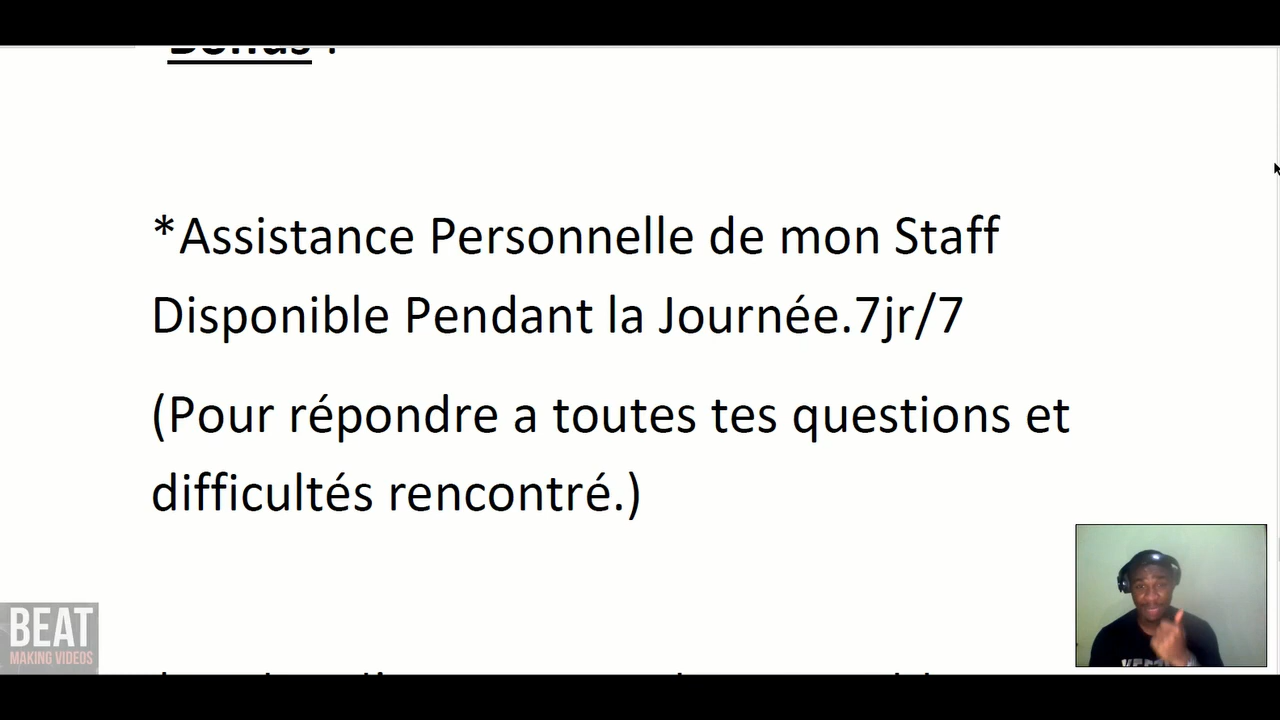 Bonus :
*Assistance Personnelle de mon Staff
Disponible Pendant la Journée.7jr/7
(Pour répondre a toutes tes questions et
difficultés rencontré.)
BEAT
MAKING VIDEOS